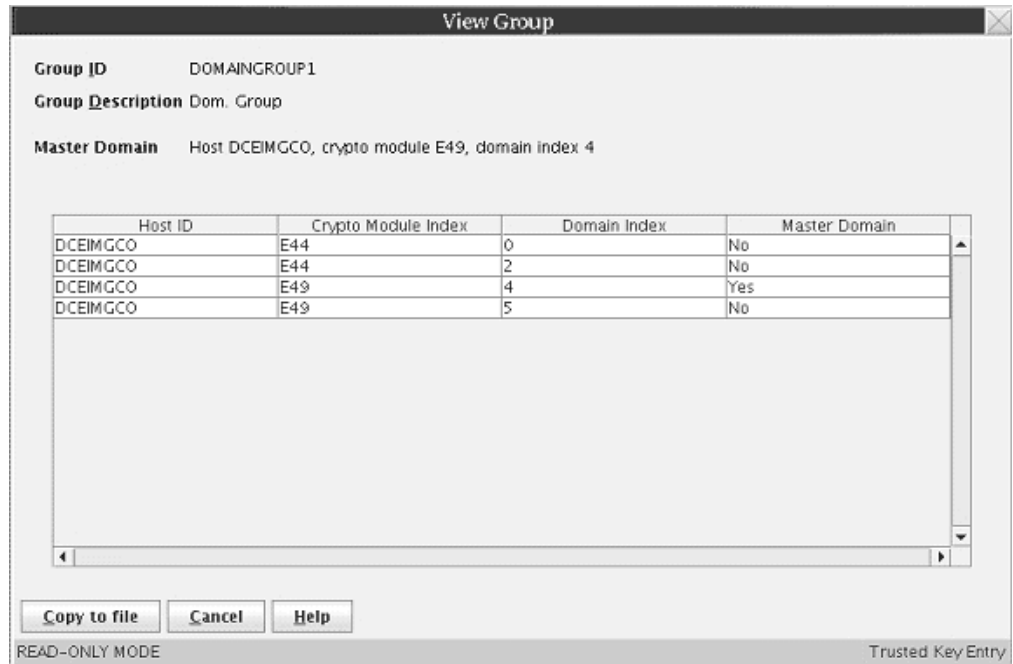 View Group
Group ID DOMAINGROUP1
Group Description Dom. Group
Master Domain Host DCEIMGCO, crypto module E49, domain index 4
Host ID Crypto Module Index Domain Index Master Domain
DCEIMGCO E44 0 No
DCEIMGCO E44 2 No
DCEIMGCO E49 4 Yes
DCEIMGCO E49 5 No
Copy to file Cancel Help
READ-ONLY MODE Trusted Key Entry